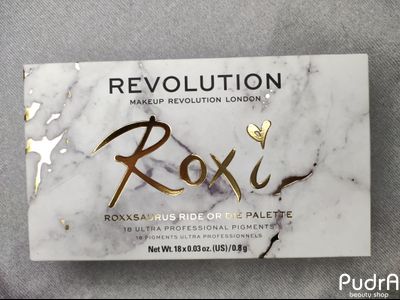 REVOLUTION
MAKEUP REVOLUTION LONDON
Roxi
ROXXSAURUS RIDE OR DIE PALETTE
18 ULTRA PROFESSIONAL PIGMENTS
18 PIGMENTS ULTRA PROFESSIONNELS
Net Wt. 18 x 0.03 oz. (US) / 0.8 g
PudrA
beauty shop